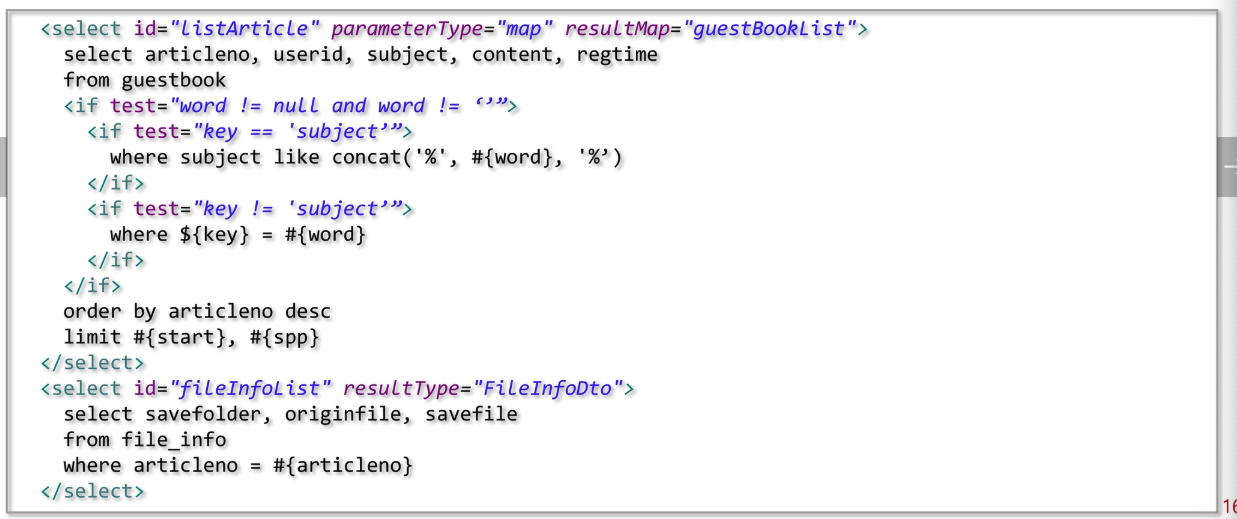 <select id="listArticle" parameterType="map" resultMap="guestBookList">
  select articleno, userid, subject, content, regtime
  from guestbook
  <if test="word != null and word != ‘’”>
    <if test="key == 'subject’”>
      where subject like concat('%', #{word}, '%’)
    </if>
    <if test="key != 'subject’”>
      where ${key} = #{word}
    </if>
  </if>
  order by articleno desc
  limit #{start}, #{spp}
</select>
<select id="fileInfoList" resultType="FileInfoDto">
  select savefolder, originfile, savefile
  from file_info
  where articleno = #{articleno}
</select>